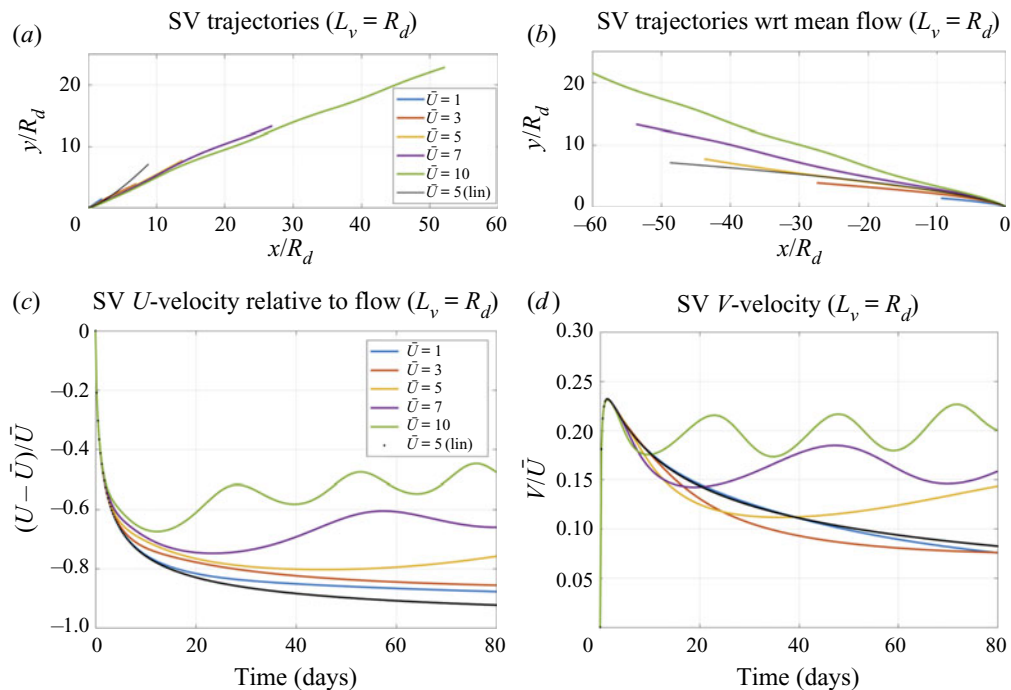 (a)
SV trajectories (L_v = R_d)
20
10
0
y/R_d
0
10
20
30
40
50
60
x/R_d
Ū = 1
Ū = 3
Ū = 5
Ū = 7
Ū = 10
Ū = 5 (lin)
(b)
SV trajectories wrt mean flow (L_v = R_d)
20
10
0
y/R_d
−60
−50
−40
−30
−20
−10
0
x/R_d
(c)
SV U-velocity relative to flow (L_v = R_d)
0
−0.2
−0.4
−0.6
−0.8
−1.0
(U − Ū)/Ū
0
20
40
60
80
Time (days)
Ū = 1
Ū = 3
Ū = 5
Ū = 7
Ū = 10
Ū = 5 (lin)
(d)
SV V-velocity (L_v = R_d)
0.30
0.25
0.20
0.15
0.10
0.05
V/Ū
0
20
40
60
80
Time (days)